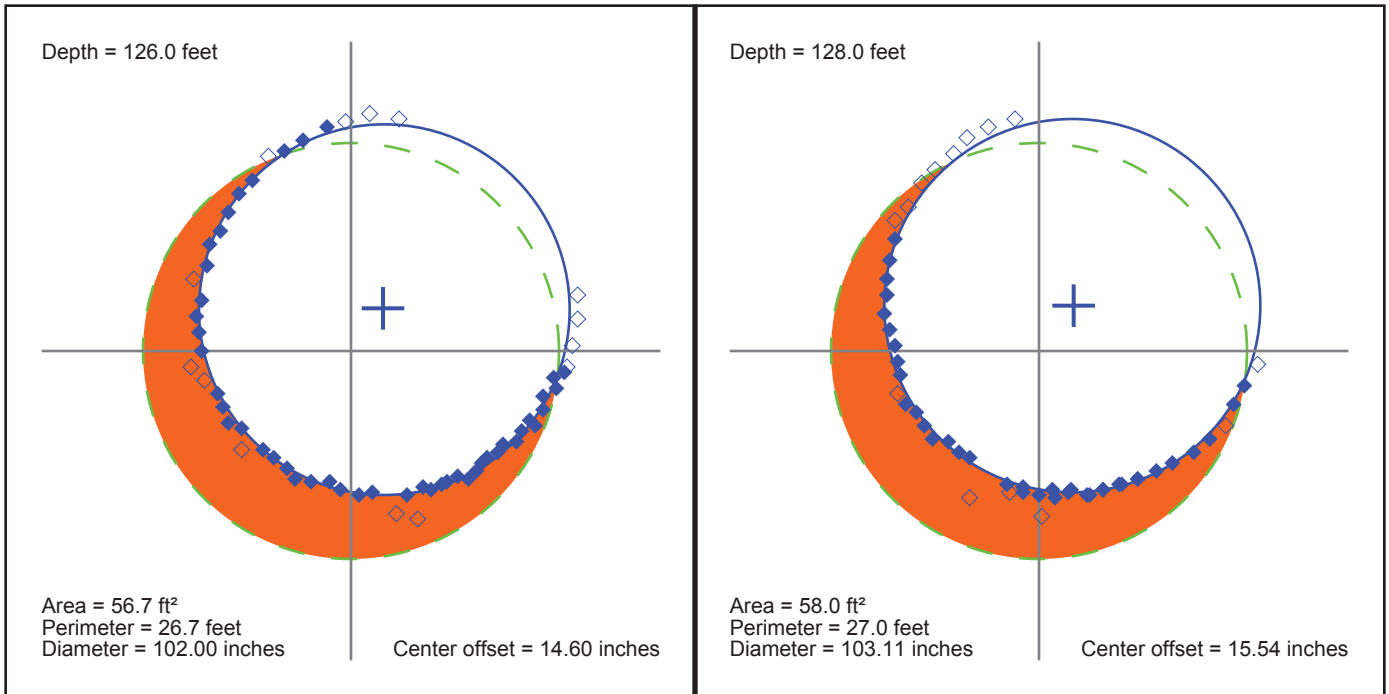 Depth = 126.0 feet
Area = 56.7 ft²
Perimeter = 26.7 feet
Diameter = 102.00 inches
Center offset = 14.60 inches
Depth = 128.0 feet
Area = 58.0 ft²
Perimeter = 27.0 feet
Diameter = 103.11 inches
Center offset = 15.54 inches